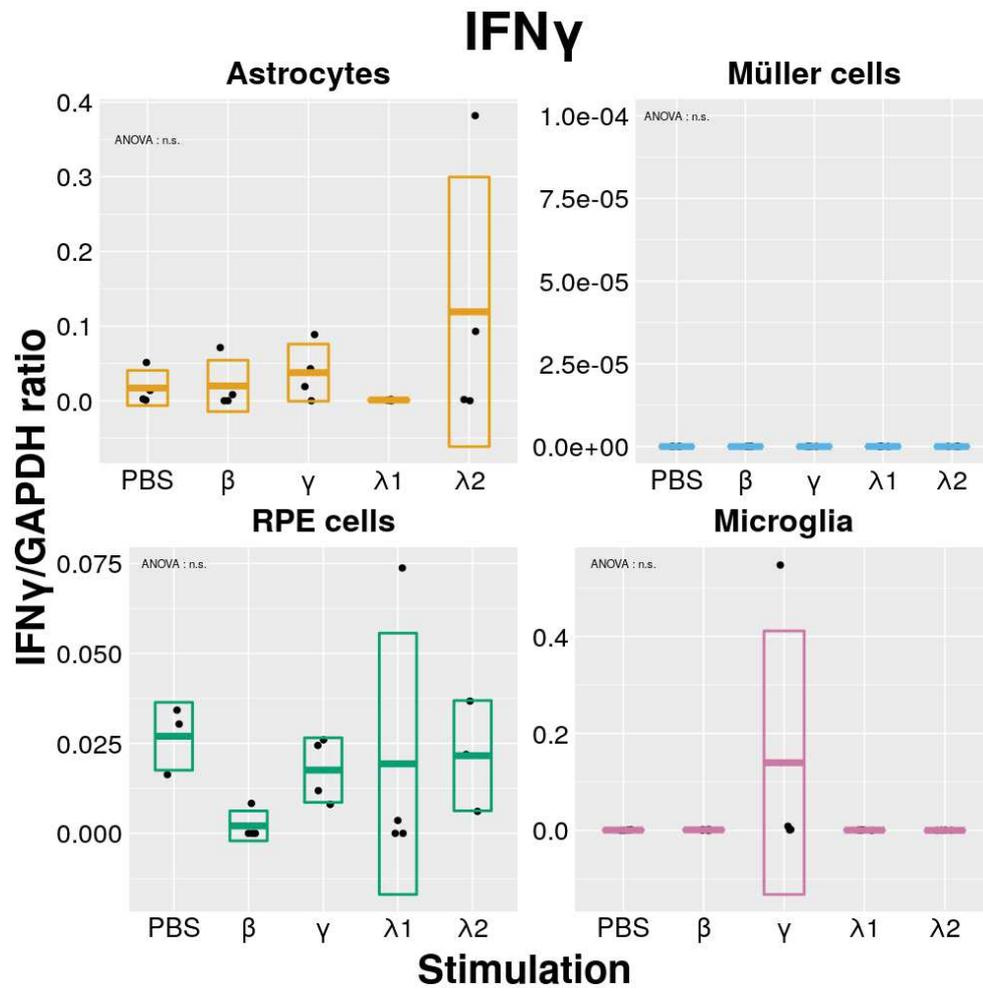 IFNγ
Astrocytes
ANOVA : n.s.
0.4
0.3
0.2
0.1
0.0
PBS β γ λ1 λ2
Müller cells
ANOVA : n.s.
1.0e-04
7.5e-05
5.0e-05
2.5e-05
0.0e+00
PBS β γ λ1 λ2
IFNγ/GAPDH ratio
RPE cells
ANOVA : n.s.
0.075
0.050
0.025
0.000
PBS β γ λ1 λ2
Microglia
ANOVA : n.s.
0.4
0.2
0.0
PBS β γ λ1 λ2
Stimulation